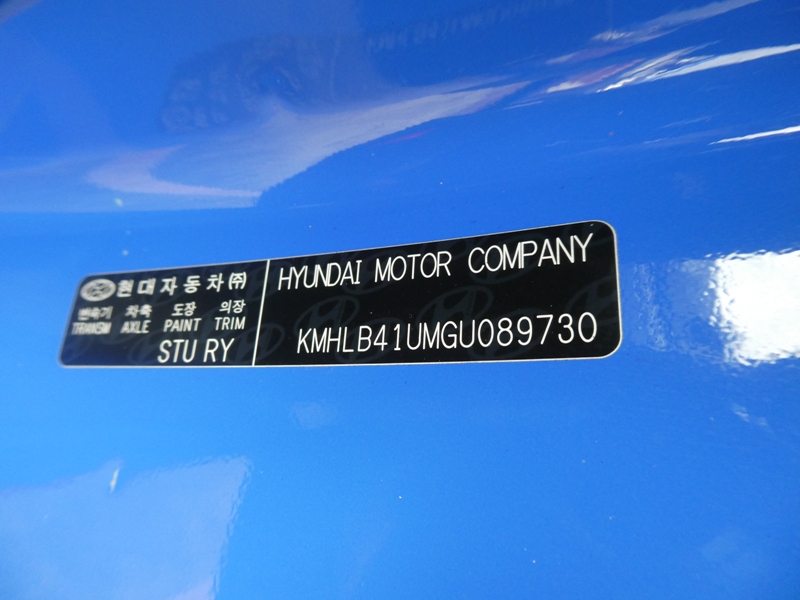 현대자동차㈜
변속기 차축 도장 의장
TRANSM AXLE PAINT TRIM
STU RY
HYUNDAI MOTOR COMPANY
KMHLB41UMGU089730